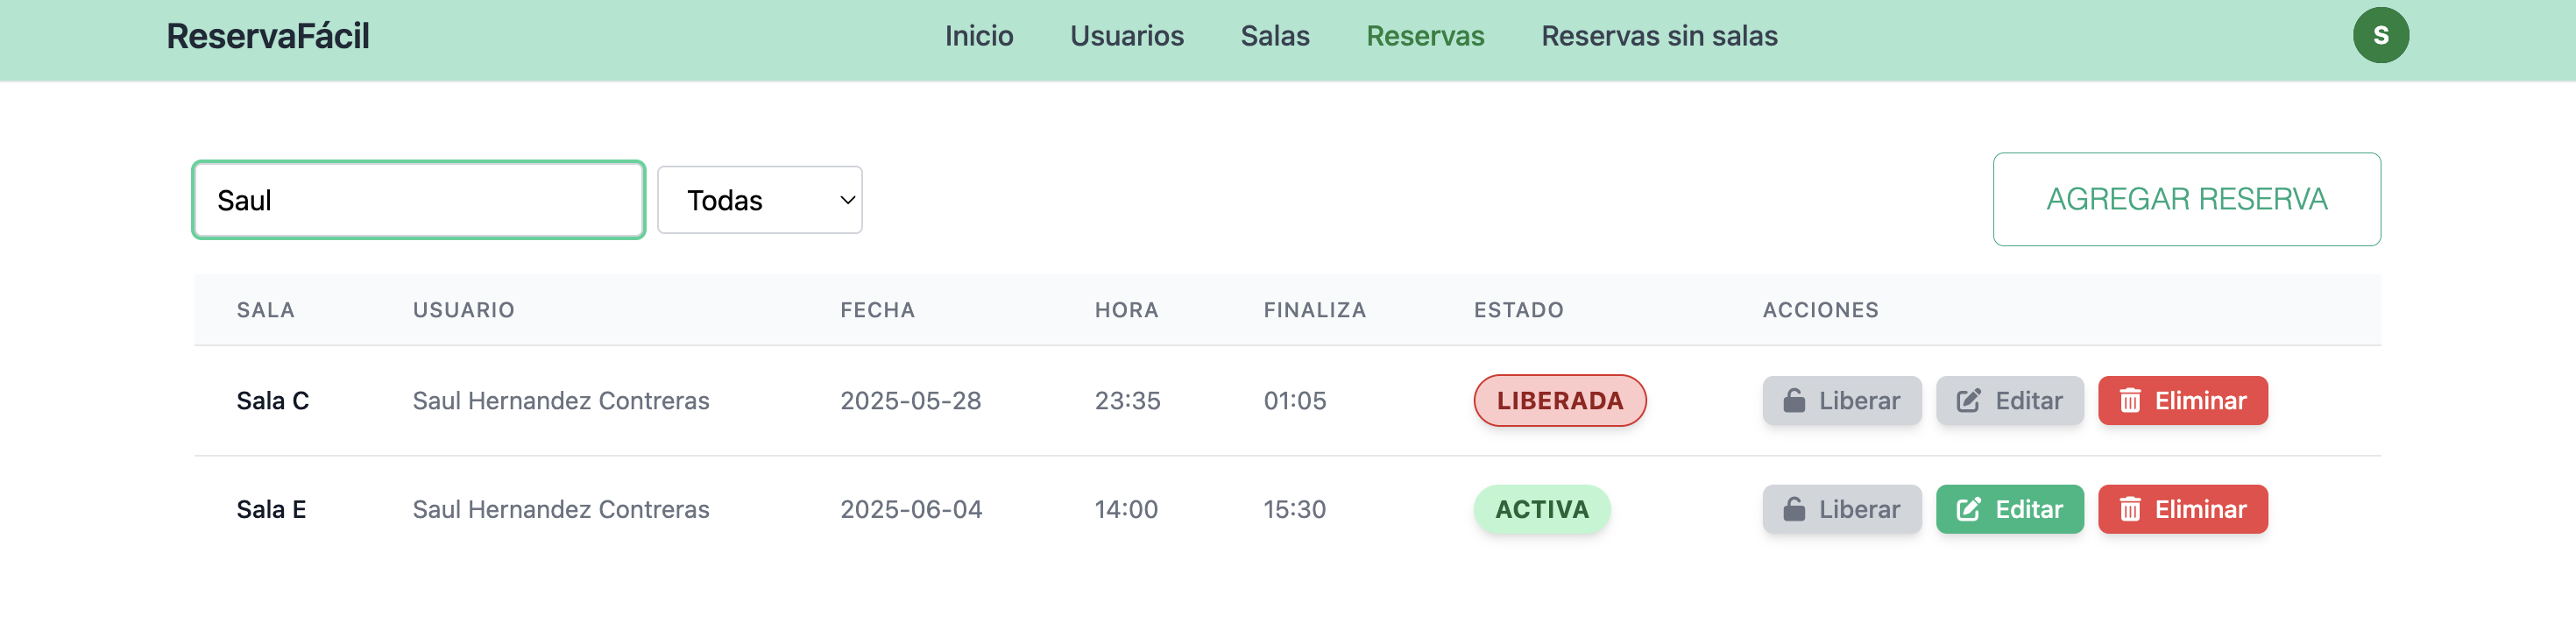 ReservaFácil Inicio Usuarios Salas Reservas Reservas sin salas S
Saul Todas AGREGAR RESERVA
SALA USUARIO FECHA HORA FINALIZA ESTADO ACCIONES
Sala C Saul Hernandez Contreras 2025-05-28 23:35 01:05 LIBERADA Liberar Editar Eliminar
Sala E Saul Hernandez Contreras 2025-06-04 14:00 15:30 ACTIVA Liberar Editar Eliminar